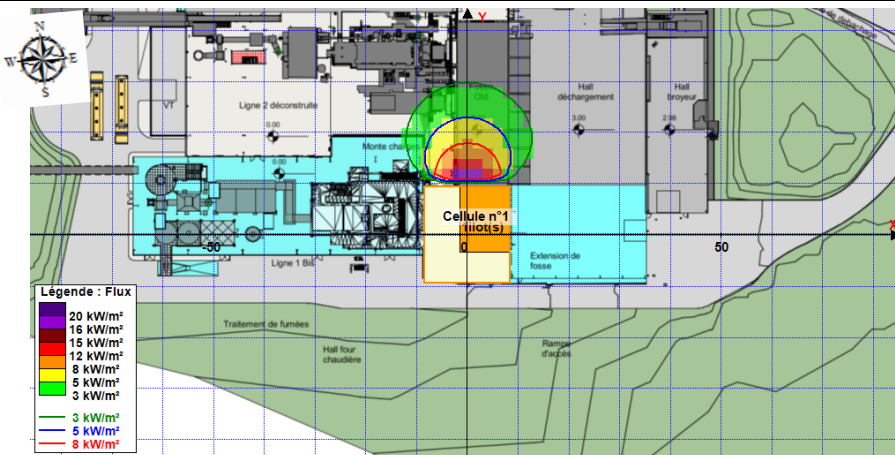 Y
N
W
E
S
de debacharge
VT
Ligne 2 déconstruite
0.00
OM
Hall
déchargement
3.00
Hall
broyeur
2.98
Monte charge
0.00
Cellule n°1
Ilot(s)
X
-50
0
50
Extension de
fosse
Ligne 1 Bis
Légende : Flux
20 kW/m²
16 kW/m²
15 kW/m²
12 kW/m²
8 kW/m²
5 kW/m²
3 kW/m²
3 kW/m²
5 kW/m²
8 kW/m²
Traitement de fumées
Hall four
chaudière
Rampe
d'accès